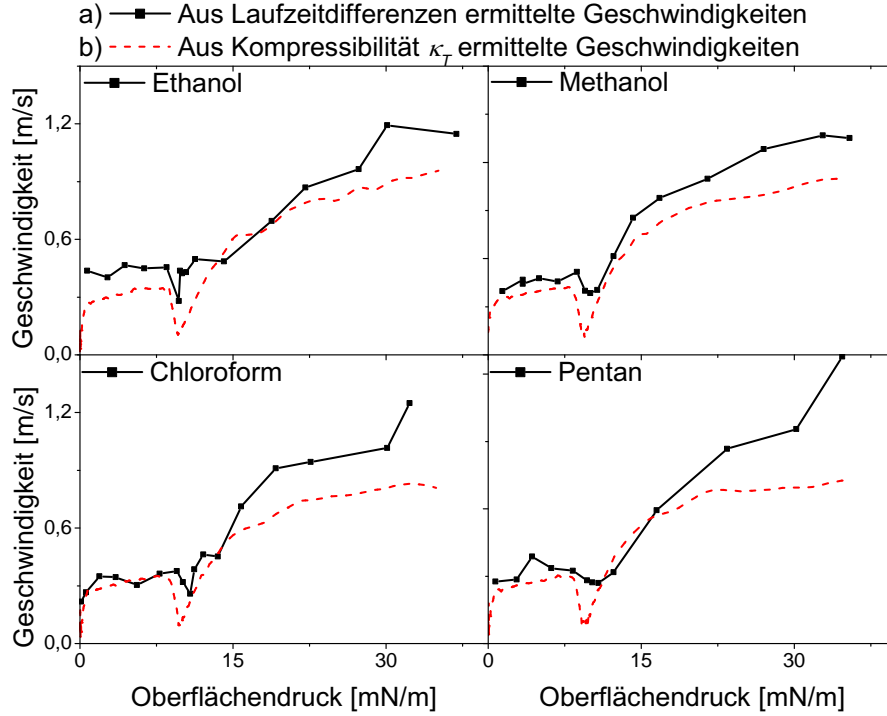 a) Aus Laufzeitdifferenzen ermittelte Geschwindigkeiten
b) Aus Kompressibilität κ_T ermittelte Geschwindigkeiten
Ethanol
Methanol
Geschwindigkeit [m/s]
1,2
0,6
0,0
Chloroform
Pentan
Geschwindigkeit [m/s]
1,2
0,6
0,0
0 15 30
0 15 30
Oberflächendruck [mN/m]
Oberflächendruck [mN/m]